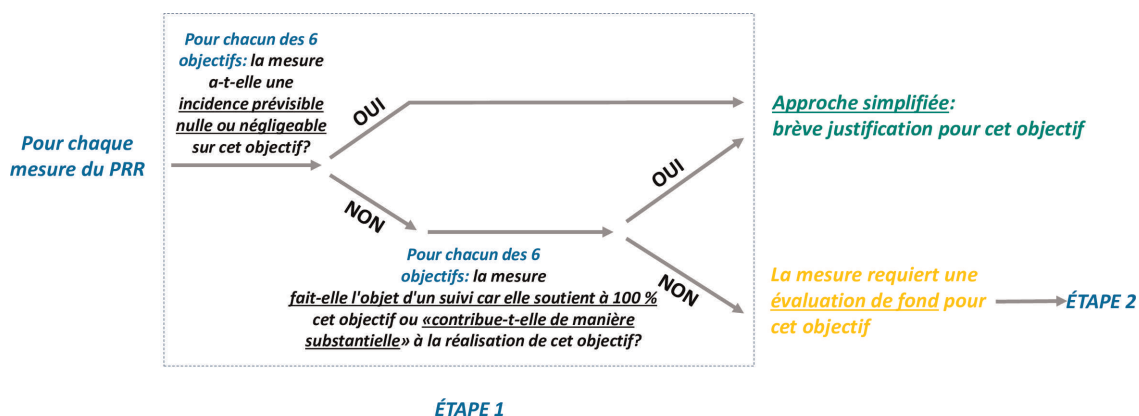 Pour chaque
mesure du PRR
Pour chacun des 6
objectifs: la mesure
a-t-elle une
incidence prévisible
nulle ou négligeable
sur cet objectif?
OUI
NON
Pour chacun des 6
objectifs: la mesure
fait-elle l'objet d'un suivi car elle soutient à 100 %
cet objectif ou «contribue-t-elle de manière
substantielle» à la réalisation de cet objectif?
OUI
NON
Approche simplifiée:
brève justification pour cet objectif
La mesure requiert une
évaluation de fond pour
cet objectif
ÉTAPE 2
ÉTAPE 1